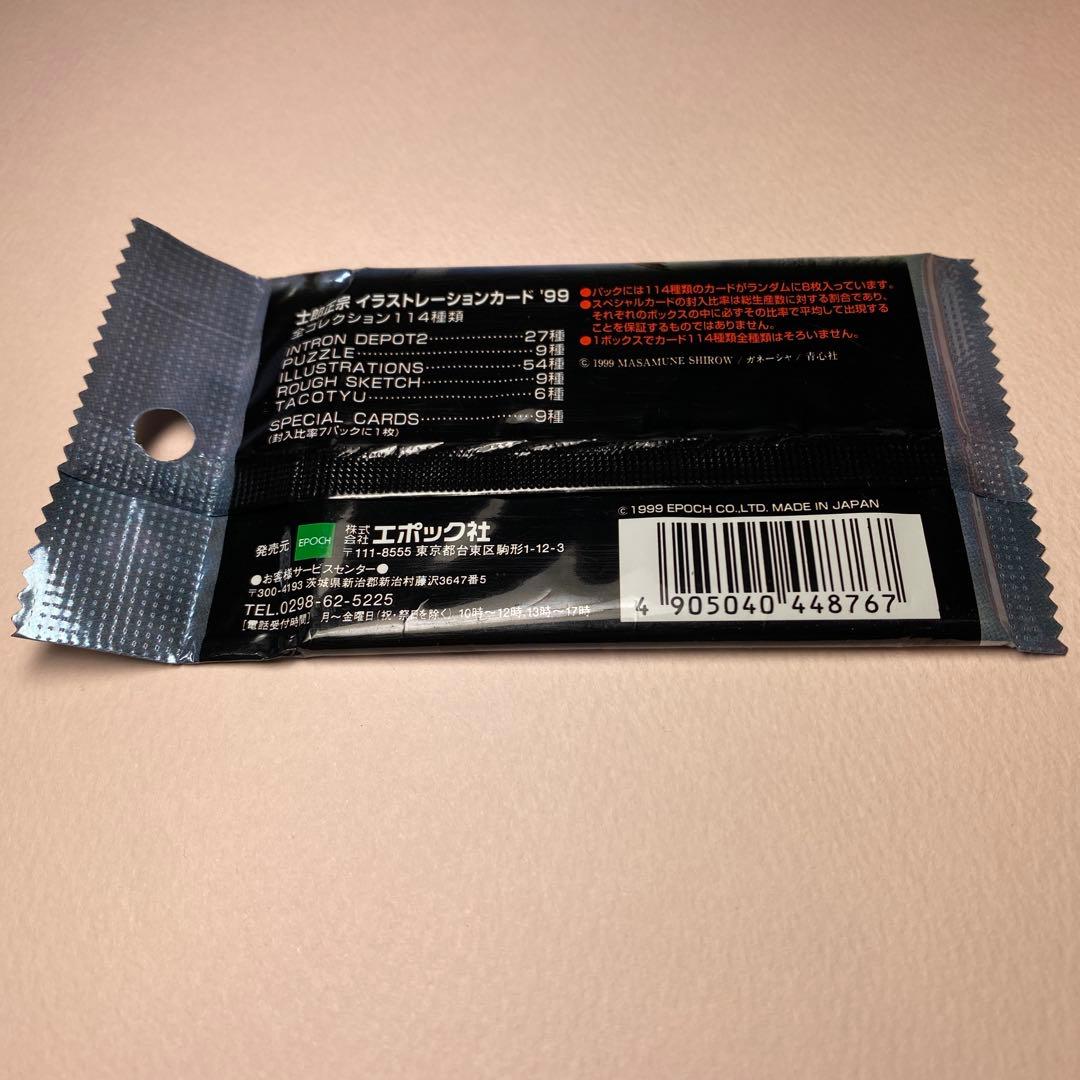 士郎正宗 イラストレーションカード '99
全コレクション114種類
INTRON DEPOT2…………27種
PUZZLE…………………9種
ILLUSTRATIONS…………54種
ROUGH SKETCH…………9種
TACOTYU…………………6種
SPECIAL CARDS…………9種
(封入比率7パックに1枚)
●パックには114種類のカードがランダムに8枚入っています。
●スペシャルカードの封入比率は総生産数に対する割合であり、
それぞれのボックスの中に必ずその比率で平均して出現する
ことを保証するものではありません。
●1ボックスでカード114種類全種類はそろいません。
© 1999 MASAMUNE SHIROW / ガネーシャ / 青心社
発売元 EPOCH 株式会社 エポック社
〒111-8555 東京都台東区駒形1-12-3
●お客様サービスセンター●
〒300-4193 茨城県新治郡新治村藤沢3647番5
TEL.0298-62-5225
[電話受付時間] 月〜金曜日(祝・祭日を除く) 10時〜12時,13時〜17時
© 1999 EPOCH CO.,LTD. MADE IN JAPAN
4 905040 448767